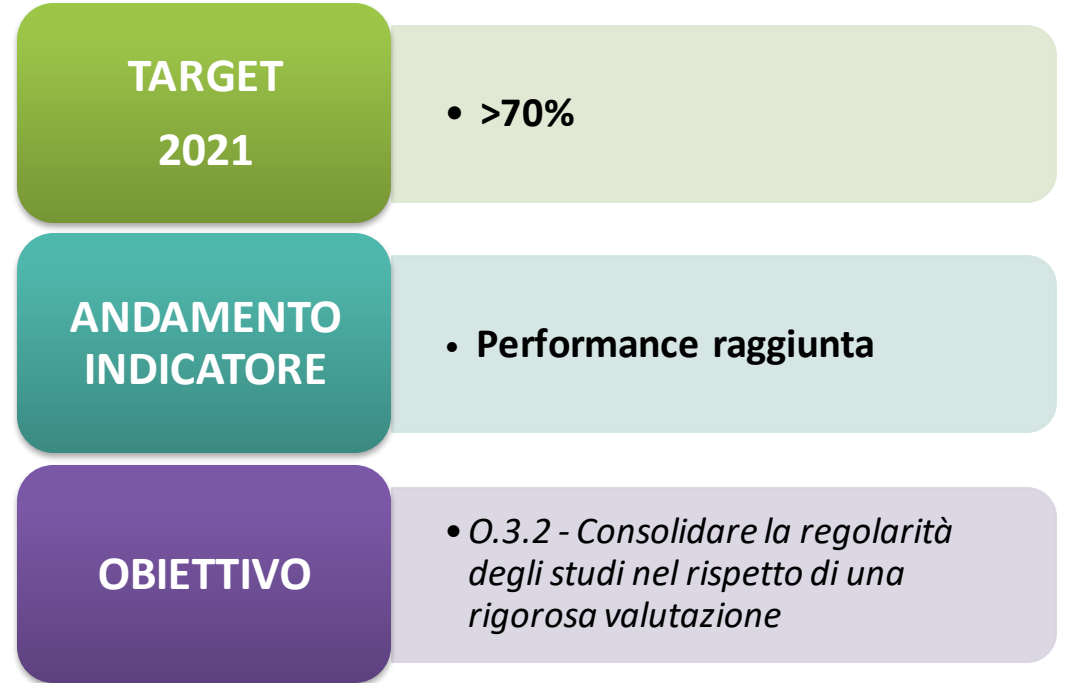 TARGET
2021
• >70%
ANDAMENTO
INDICATORE
• Performance raggiunta
OBIETTIVO
• O.3.2 - Consolidare la regolarità
degli studi nel rispetto di una
rigorosa valutazione